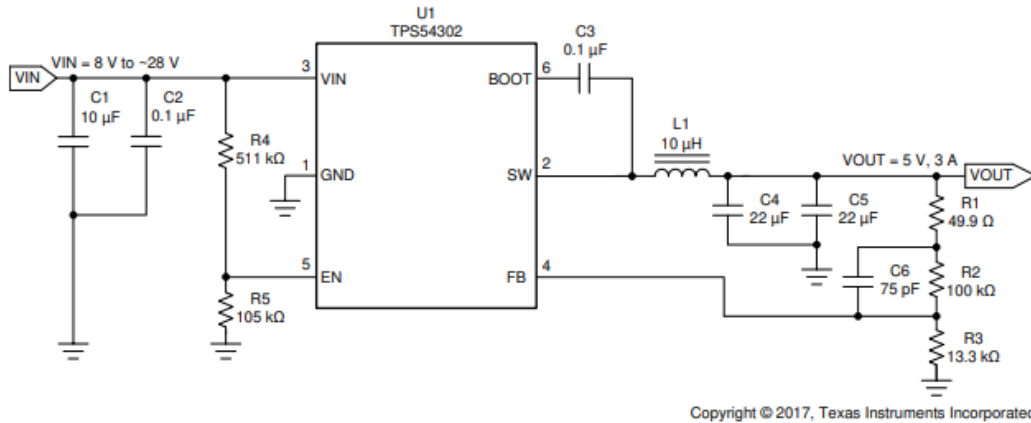 U1
TPS54302
VIN
VIN = 8 V to ~28 V
C1
10 µF
C2
0.1 µF
R4
511 kΩ
R5
105 kΩ
3
VIN
1
GND
5
EN
BOOT
6
SW
2
FB
4
C3
0.1 µF
L1
10 µH
VOUT = 5 V, 3 A
VOUT
C4
22 µF
C5
22 µF
R1
49.9 Ω
C6
75 pF
R2
100 kΩ
R3
13.3 kΩ
Copyright © 2017, Texas Instruments Incorporated